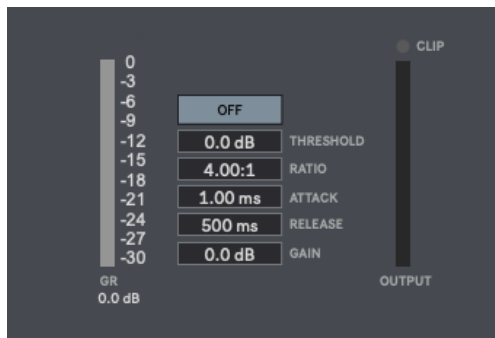 CLIP
0
-3
-6
-9
-12
-15
-18
-21
-24
-27
-30
GR
0.0 dB
OFF
0.0 dB THRESHOLD
4.00:1 RATIO
1.00 ms ATTACK
500 ms RELEASE
0.0 dB GAIN
OUTPUT